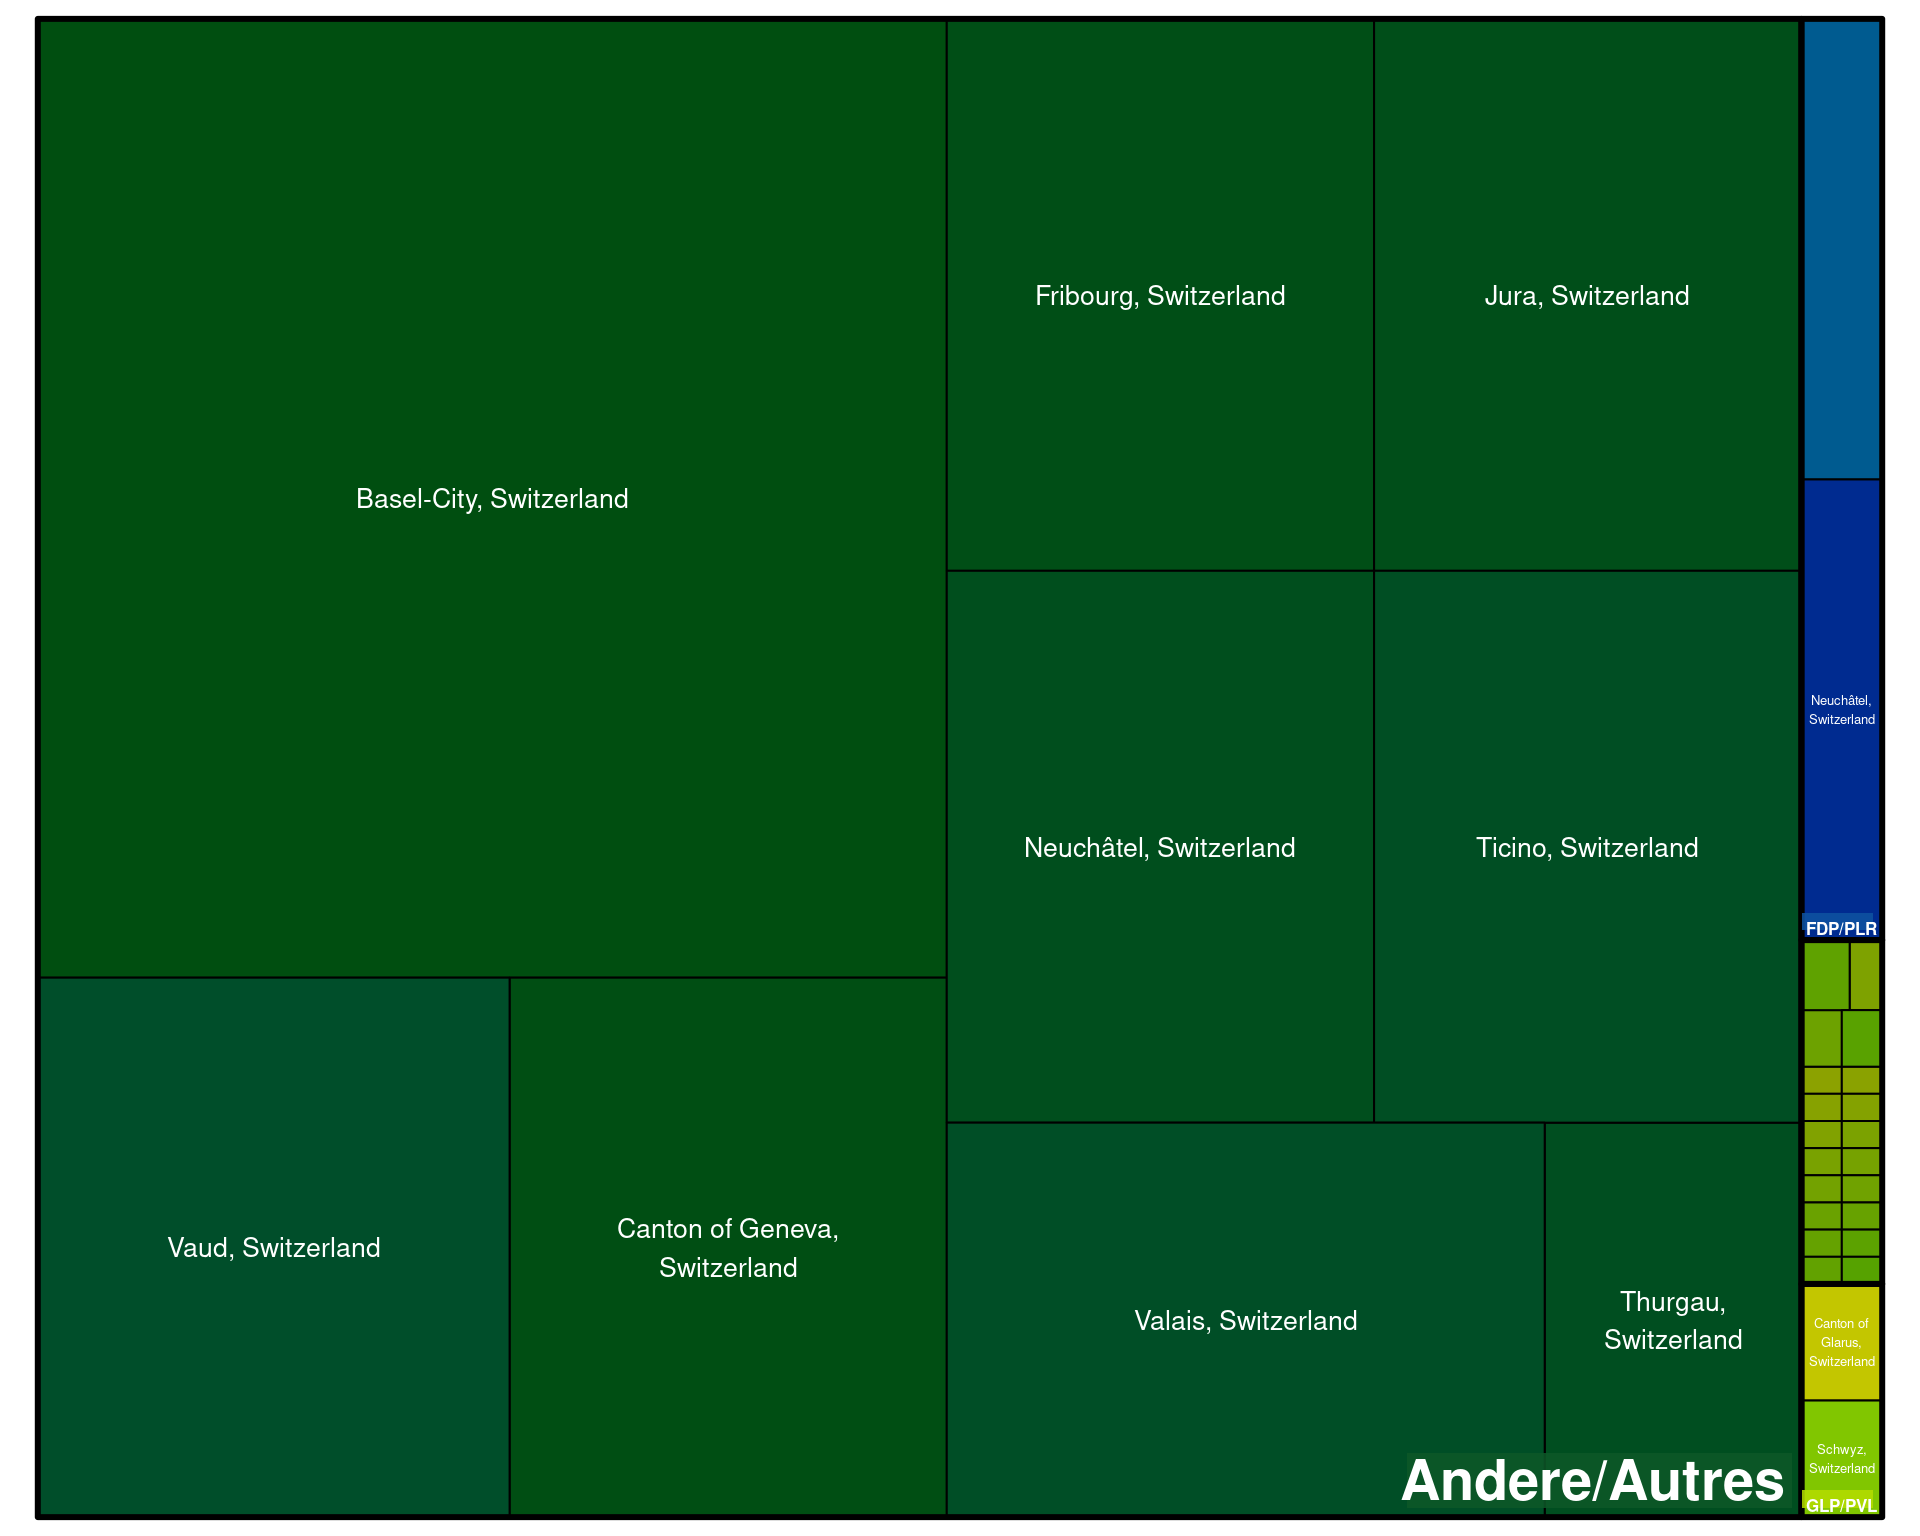 Basel-City, Switzerland
Fribourg, Switzerland
Jura, Switzerland
Neuchâtel, Switzerland
Ticino, Switzerland
Vaud, Switzerland
Canton of Geneva,
Switzerland
Valais, Switzerland
Thurgau,
Switzerland
Andere/Autres
Neuchâtel,
Switzerland
FDP/PLR
Canton of
Glarus,
Switzerland
Schwyz,
Switzerland
GLP/PVL